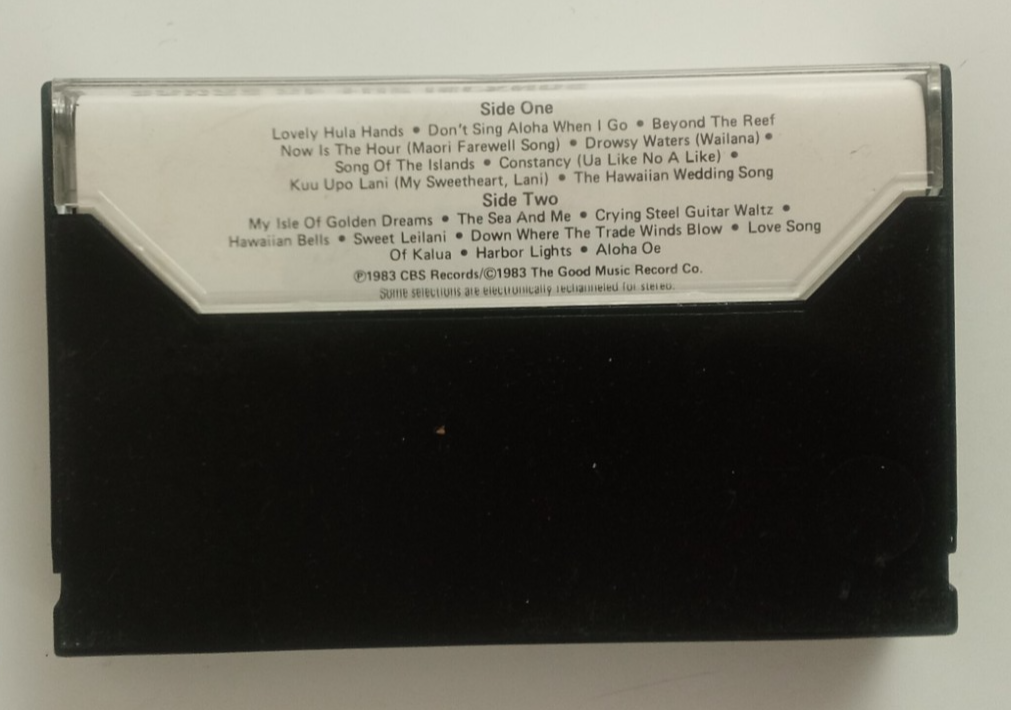 Side One
Lovely Hula Hands • Don't Sing Aloha When I Go • Beyond The Reef
Now Is The Hour (Maori Farewell Song) • Drowsy Waters (Wailana) •
Song Of The Islands • Constancy (Ua Like No A Like) •
Kuu Upo Lani (My Sweetheart, Lani) • The Hawaiian Wedding Song
Side Two
My Isle Of Golden Dreams • The Sea And Me • Crying Steel Guitar Waltz •
Hawaiian Bells • Sweet Leilani • Down Where The Trade Winds Blow • Love Song
Of Kalua • Harbor Lights • Aloha Oe
℗1983 CBS Records/©1983 The Good Music Record Co.
Some selections are electronically rechanneled for stereo.